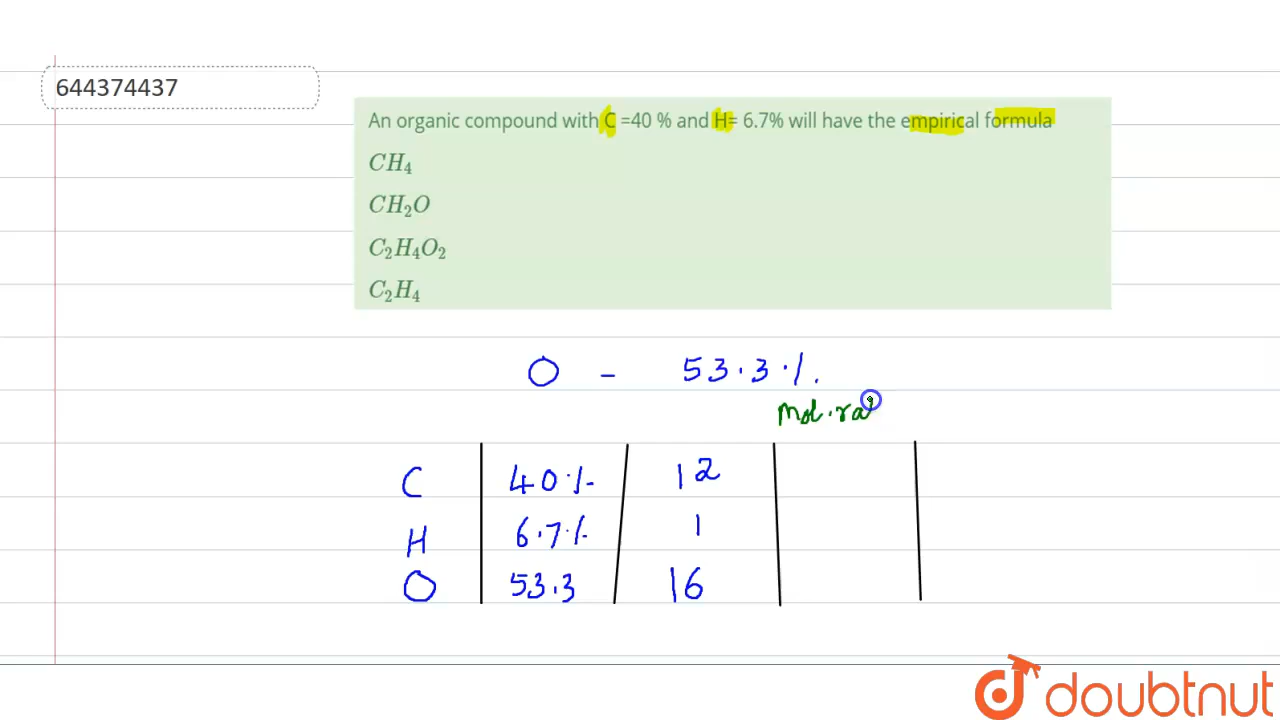 644374437
An organic compound with C =40 % and H= 6.7% will have the empirical formula
CH₄
CH₂O
C₂H₄O₂
C₂H₄
O - 53.3 %.
Mol. rat
C 40% 12
H 6.7% 1
O 53.3 16
doubtnut